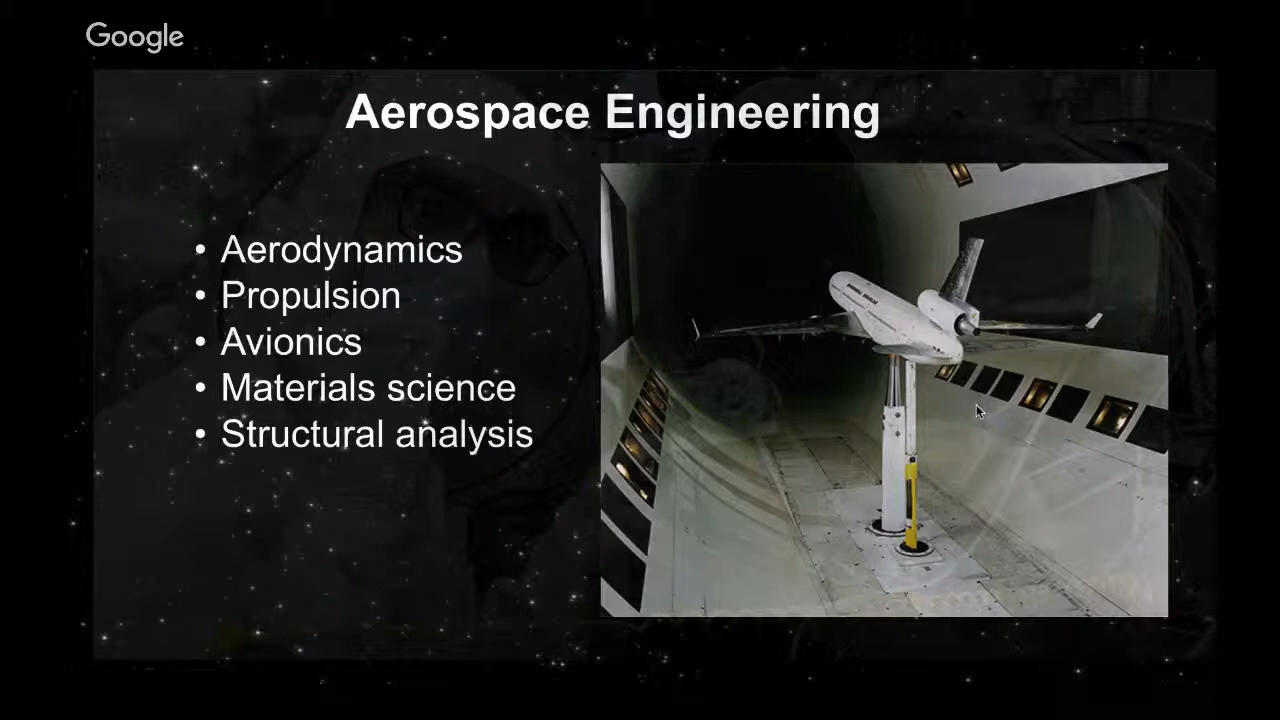 Google
Aerospace Engineering
• Aerodynamics
• Propulsion
• Avionics
• Materials science
• Structural analysis